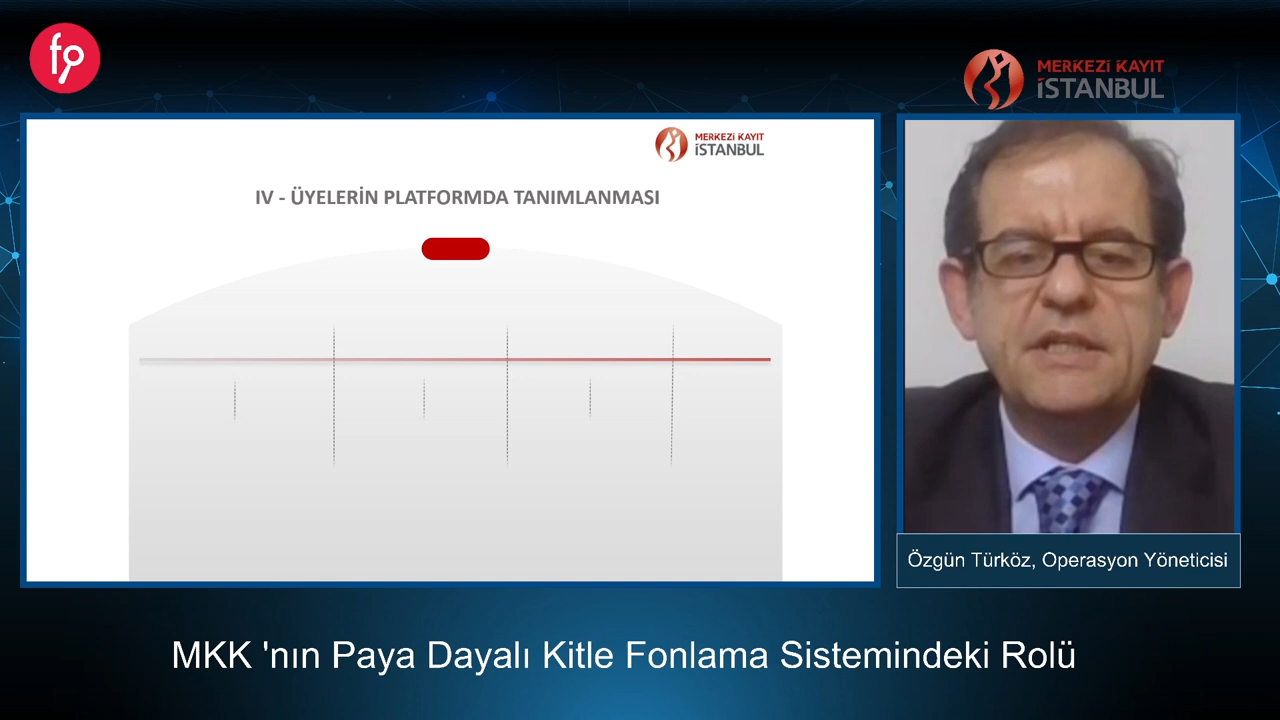 fo
MERKEZİ KAYIT
İSTANBUL
MERKEZİ KAYIT
İSTANBUL
IV - ÜYELERİN PLATFORMDA TANIMLANMASI
Özgün Türköz, Operasyon Yöneticisi
MKK 'nın Paya Dayalı Kitle Fonlama Sistemindeki Rolü